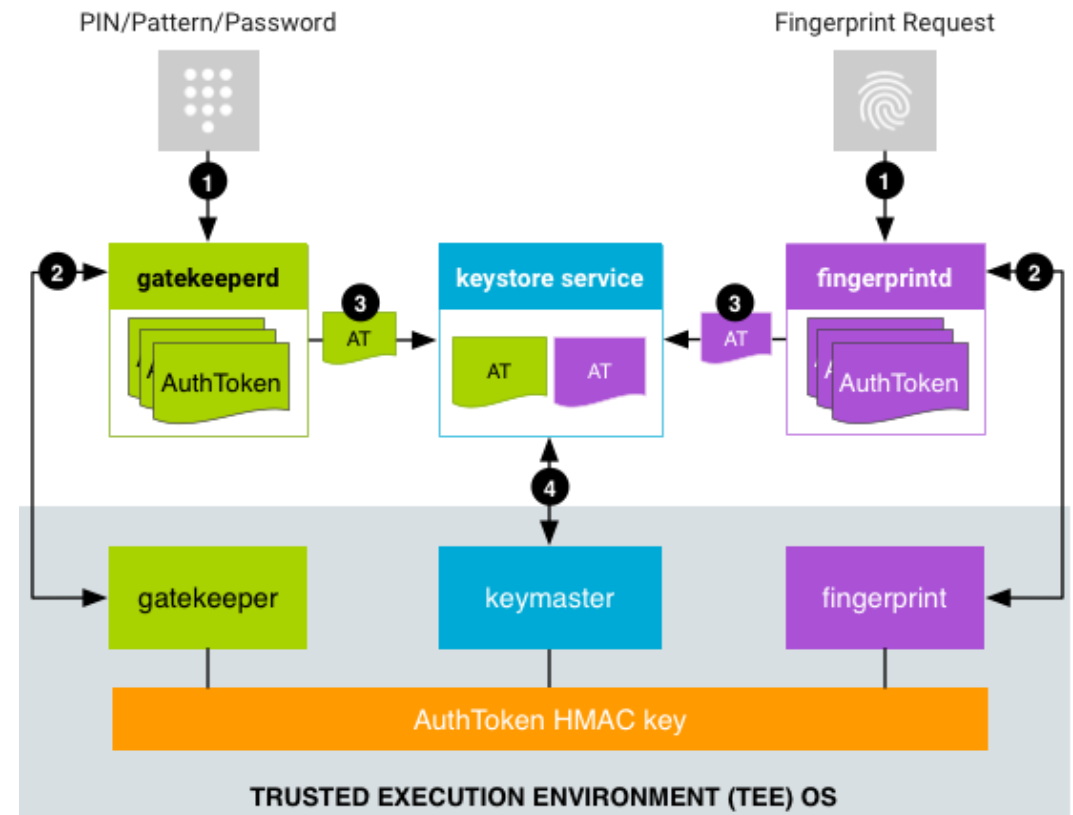 PIN/Pattern/Password
Fingerprint Request
1
1
2
gatekeeperd
keystore service
fingerprintd
2
3
AT
3
AT
AuthToken
AT
AT
AuthToken
4
gatekeeper
keymaster
fingerprint
AuthToken HMAC key
TRUSTED EXECUTION ENVIRONMENT (TEE) OS